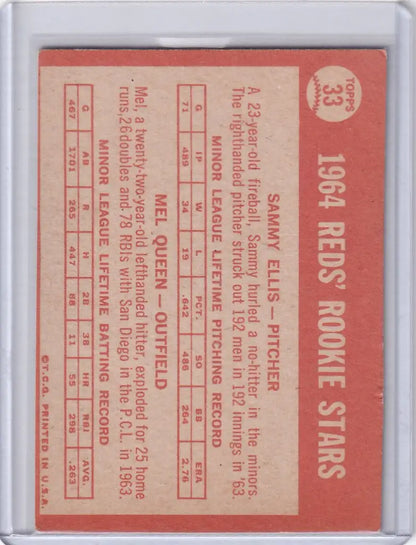 TOPPS
33
1964 REDS' ROOKIE STARS
SAMMY ELLIS — PITCHER
A 23-year-old fireball, Sammy hurled a no-hitter in the minors.
The righthanded pitcher struck out 192 men in 192 innings in '63.
MINOR LEAGUE LIFETIME PITCHING RECORD
G IP W L PCT. SO BB ERA
71 489 34 19 .642 486 264 2.76
MEL QUEEN — OUTFIELD
Mel, a twenty-two-year-old lefthanded hitter, exploded for 25 home
runs,26doubles and 78 RBIs with San Diego in the P.C.L. in 1963.
MINOR LEAGUE LIFETIME BATTING RECORD
G AB R H 2B 3B HR RBI AVG.
467 1701 265 447 88 11 55 298 .263
©T.C.G. PRINTED IN U.S.A.